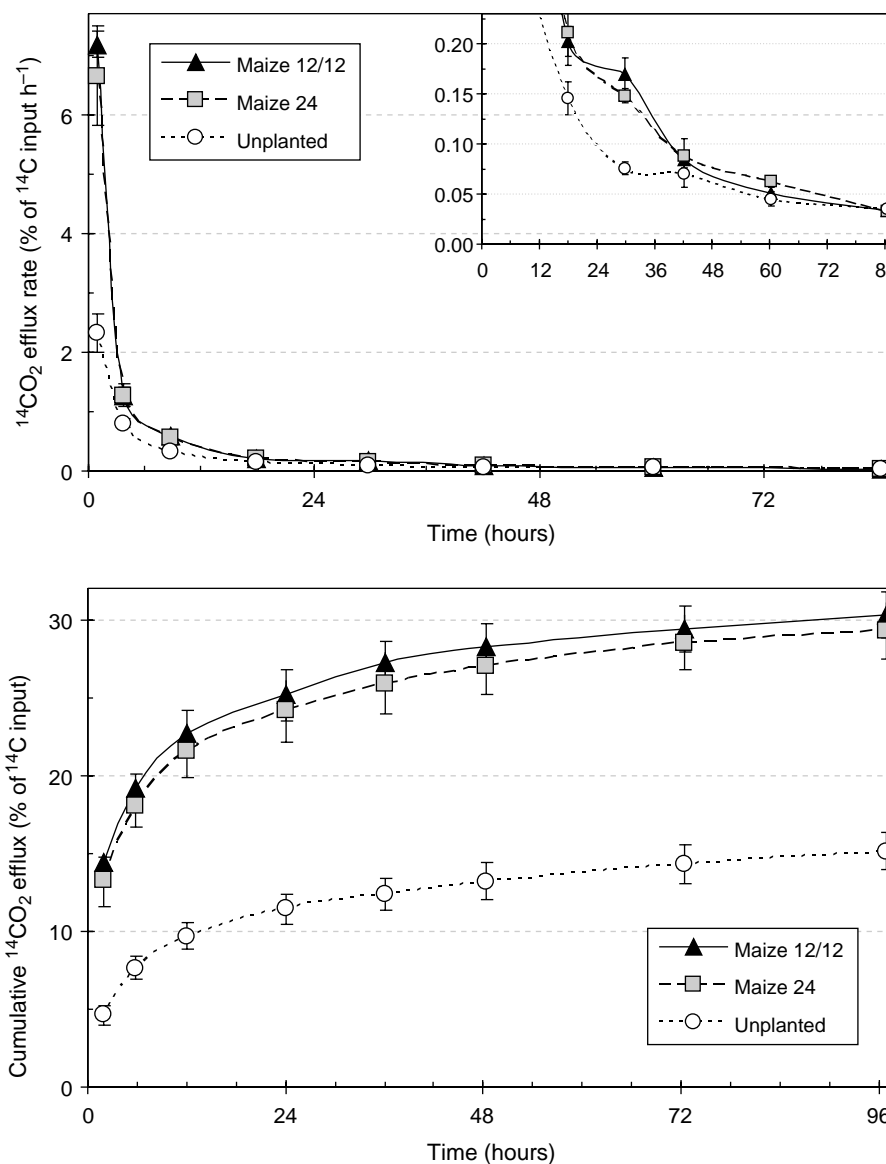 ¹⁴CO₂ efflux rate (% of ¹⁴C input h⁻¹)
6
4
2
0
Maize 12/12
Maize 24
Unplanted
0.20
0.15
0.10
0.05
0.00
0 12 24 36 48 60 72 8
0 24 48 72
Time (hours)
Cumulative ¹⁴CO₂ efflux (% of ¹⁴C input)
30
20
10
0
Maize 12/12
Maize 24
Unplanted
0 24 48 72 96
Time (hours)